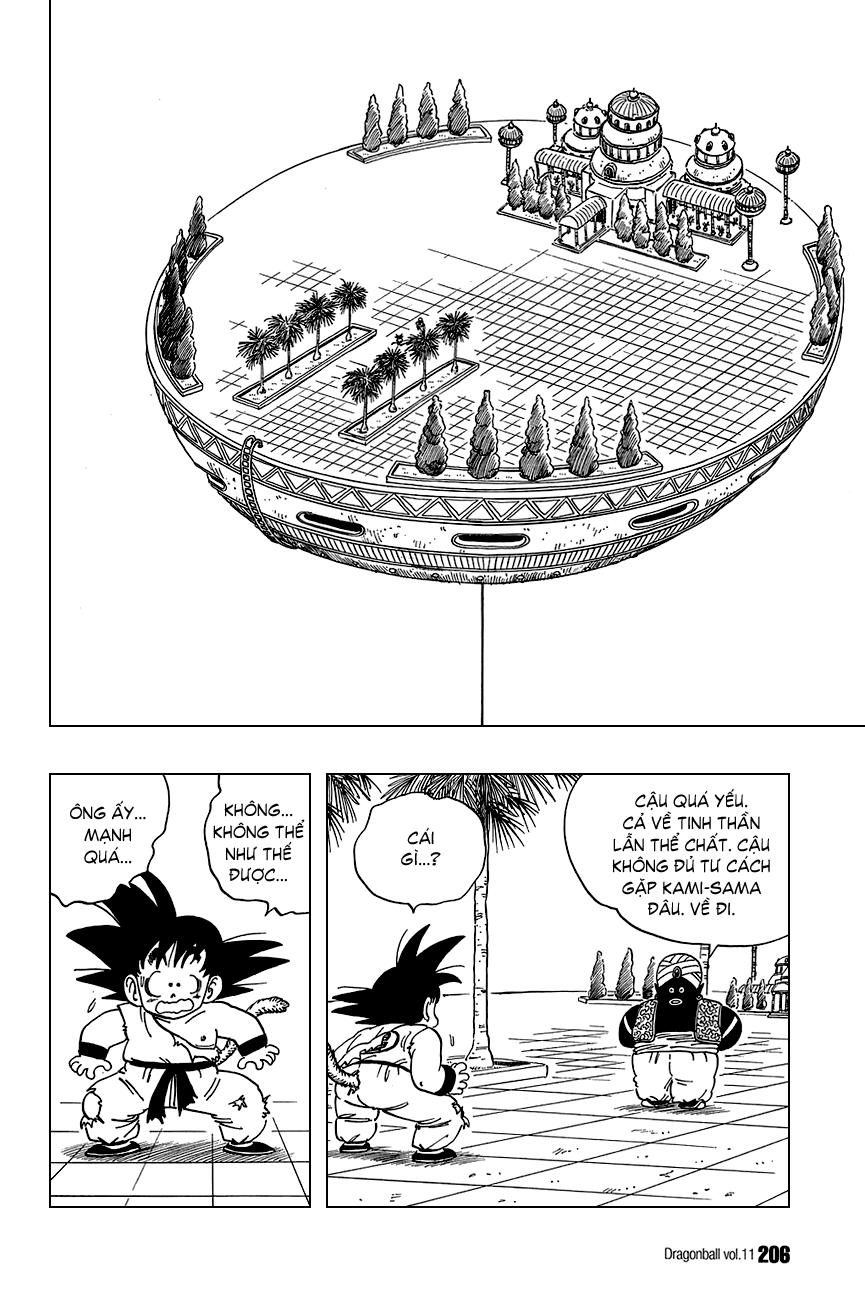 CẬU QUÁ YẾU.
CẢ VỀ TINH THẦN
LẪN THỂ CHẤT. CẬU
KHÔNG ĐỦ TƯ CÁCH
GẶP KAMI-SAMA
ĐÂU. VỀ ĐI.
CÁI
GÌ...?
KHÔNG...
KHÔNG THỂ
NHƯ THẾ
ĐƯỢC...
ÔNG ẤY...
MẠNH
QUÁ...
Dragonball vol.11 206